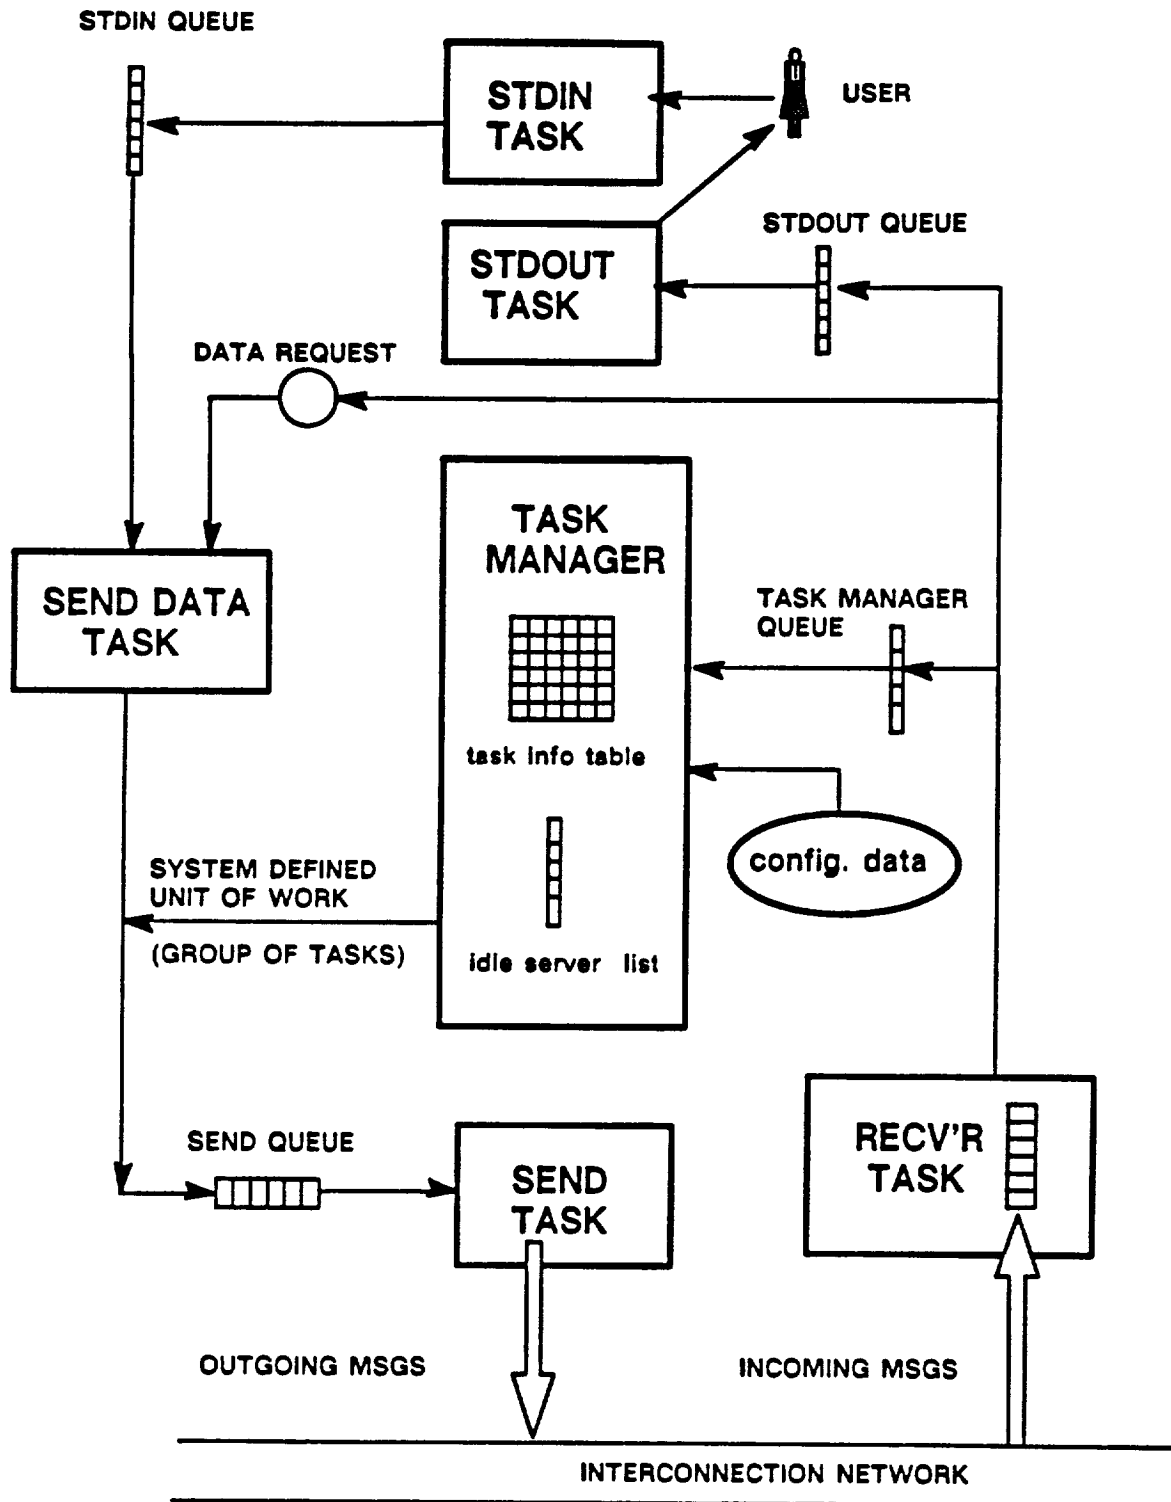 STDIN QUEUE
STDIN
TASK
USER
STDOUT QUEUE
STDOUT
TASK
DATA REQUEST
TASK
MANAGER
SEND DATA
TASK
TASK MANAGER
QUEUE
task info table
config. data
SYSTEM DEFINED
UNIT OF WORK
(GROUP OF TASKS)
idle server list
RECV'R
TASK
SEND QUEUE
SEND
TASK
OUTGOING MSGS
INCOMING MSGS
INTERCONNECTION NETWORK